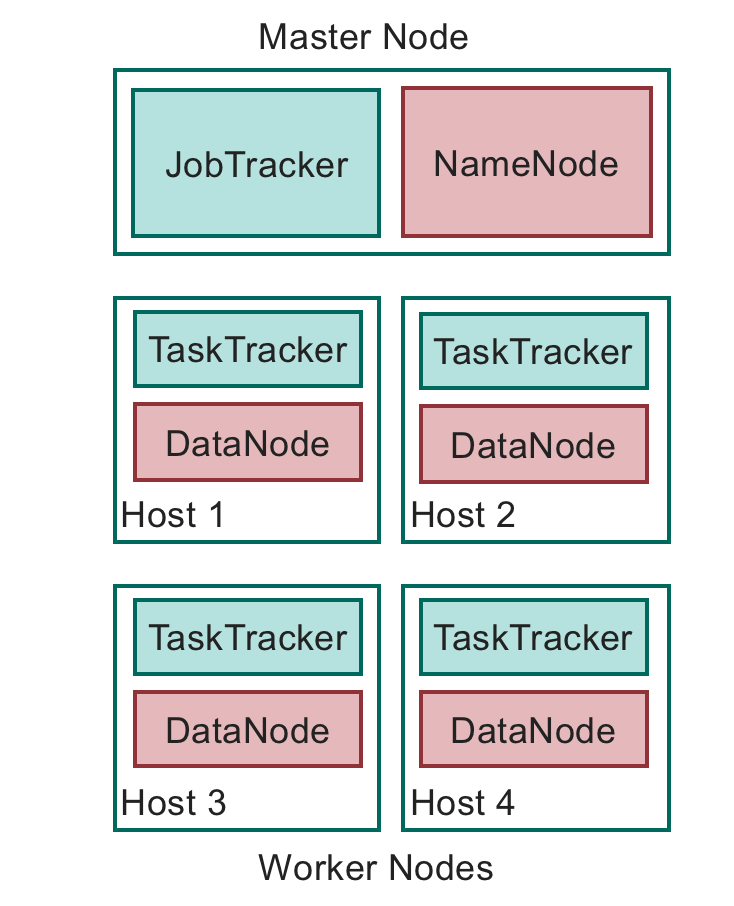 Master Node
JobTracker
NameNode
TaskTracker
DataNode
Host 1
TaskTracker
DataNode
Host 2
TaskTracker
DataNode
Host 3
TaskTracker
DataNode
Host 4
Worker Nodes